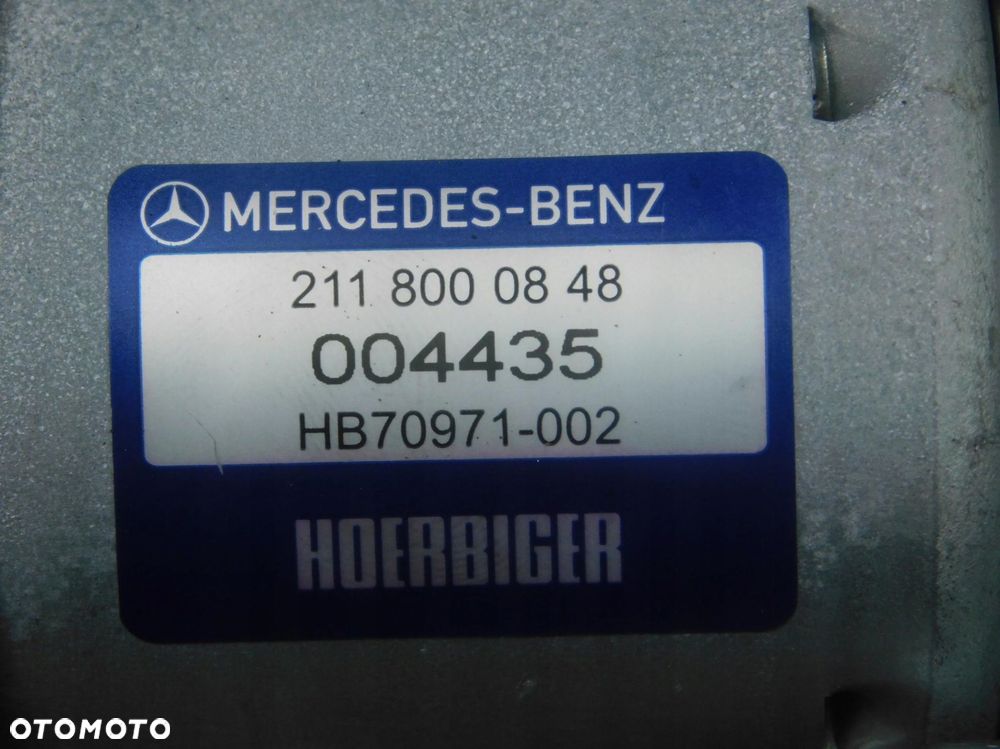 MERCEDES-BENZ
211 800 08 48
004435
HB70971-002
HOERBIGER
OTOMOTO